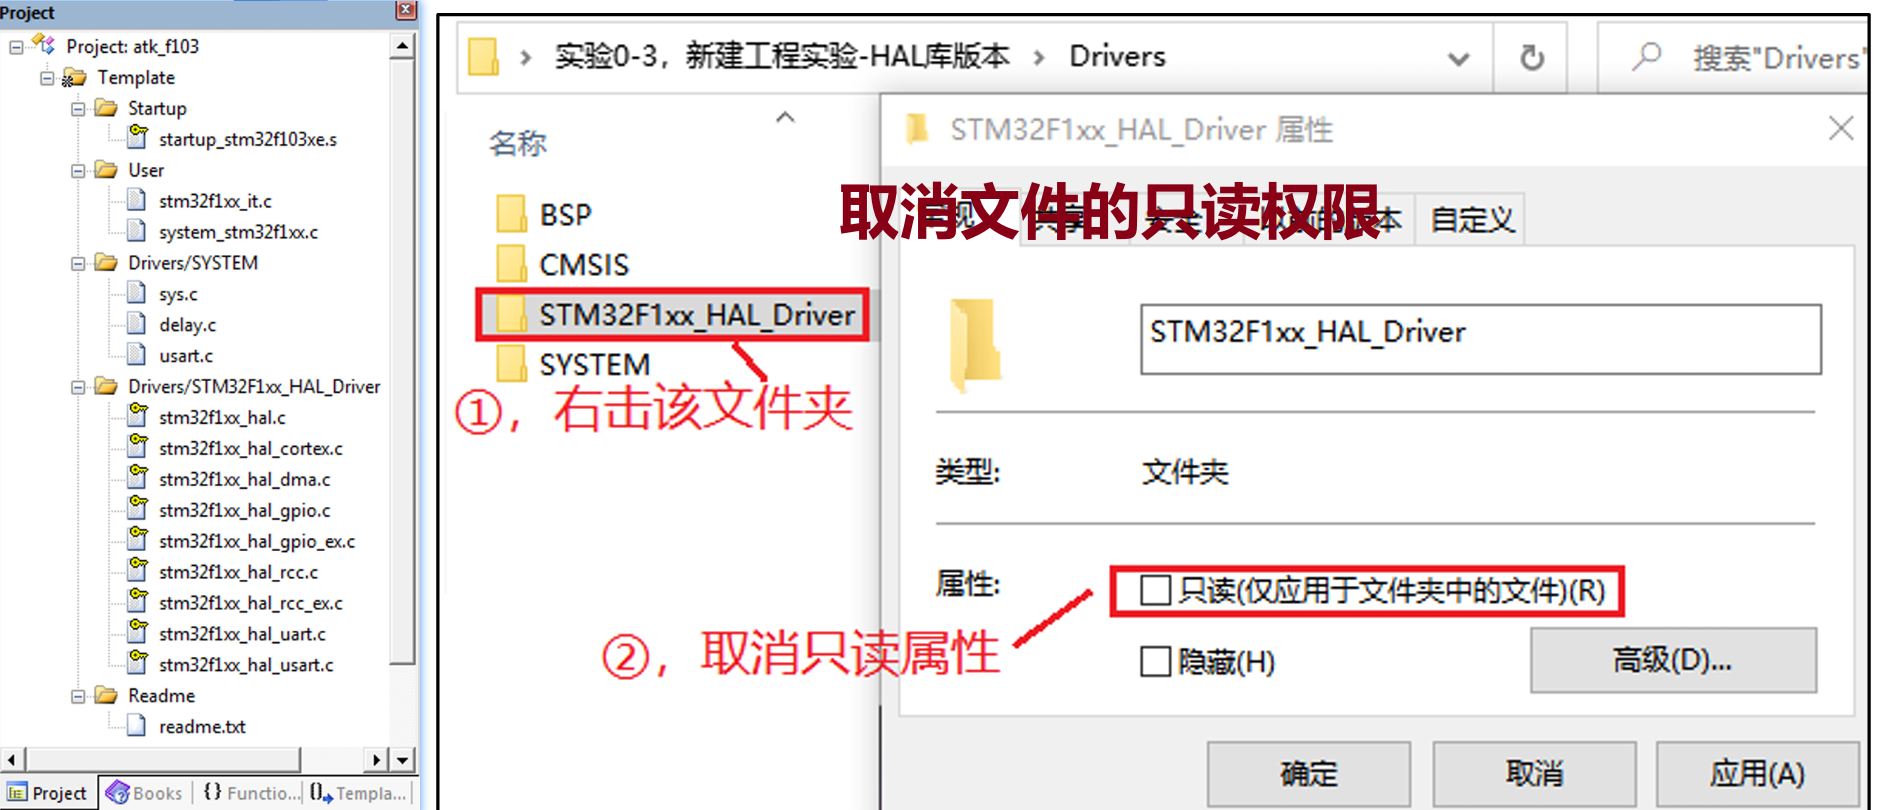 Project
Project: atk_f103
Template
Startup
startup_stm32f103xe.s
User
stm32f1xx_it.c
system_stm32f1xx.c
Drivers/SYSTEM
sys.c
delay.c
usart.c
Drivers/STM32F1xx_HAL_Driver
stm32f1xx_hal.c
stm32f1xx_hal_cortex.c
stm32f1xx_hal_dma.c
stm32f1xx_hal_gpio.c
stm32f1xx_hal_gpio_ex.c
stm32f1xx_hal_rcc.c
stm32f1xx_hal_rcc_ex.c
stm32f1xx_hal_uart.c
stm32f1xx_hal_usart.c
Readme
readme.txt
Project Books {} Functio... Templa...
实验0-3，新建工程实验-HAL库版本 › Drivers
搜索"Drivers"
名称
BSP
CMSIS
STM32F1xx_HAL_Driver
SYSTEM
①，右击该文件夹
STM32F1xx_HAL_Driver 属性
取消文件的只读权限
自定义
STM32F1xx_HAL_Driver
类型:
文件夹
属性:
只读(仅应用于文件夹中的文件)(R)
②，取消只读属性
隐藏(H)
高级(D)...
确定
取消
应用(A)